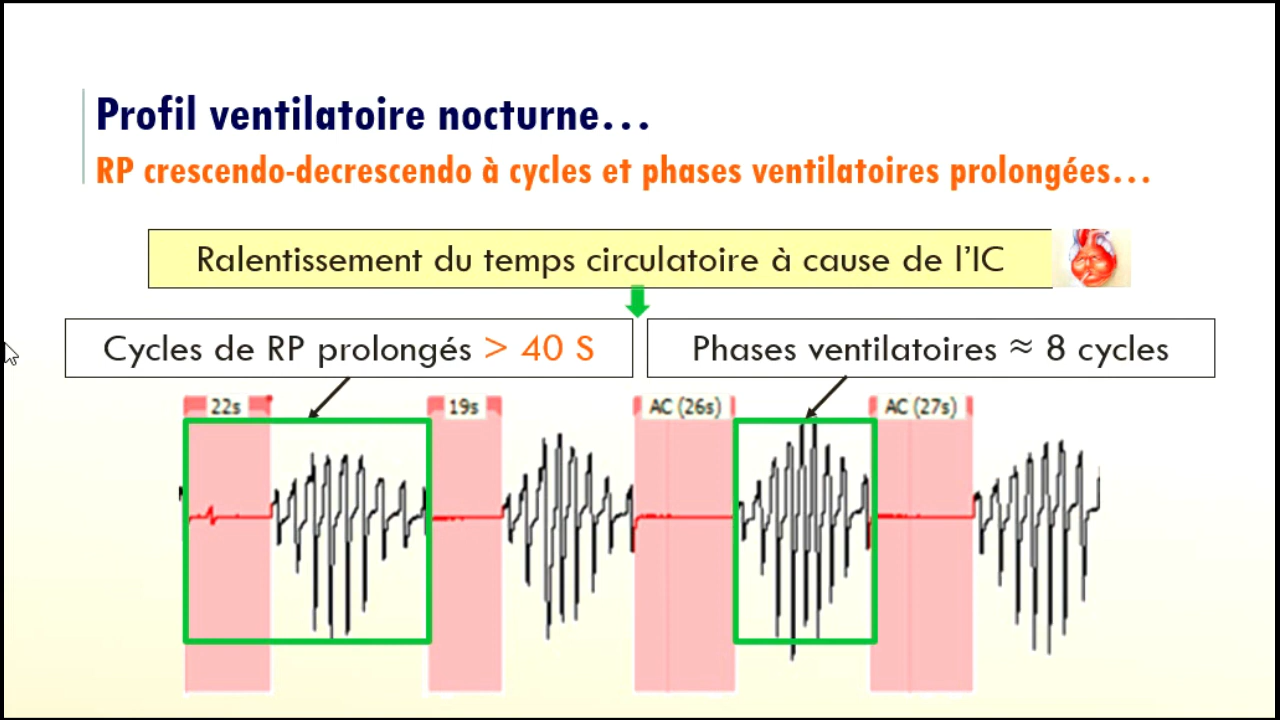 Profil ventilatoire nocturne…
RP crescendo-decrescendo à cycles et phases ventilatoires prolongées…
Ralentissement du temps circulatoire à cause de l'IC
Cycles de RP prolongés > 40 S
Phases ventilatoires ≈ 8 cycles
22s
19s
AC (26s)
AC (27s)